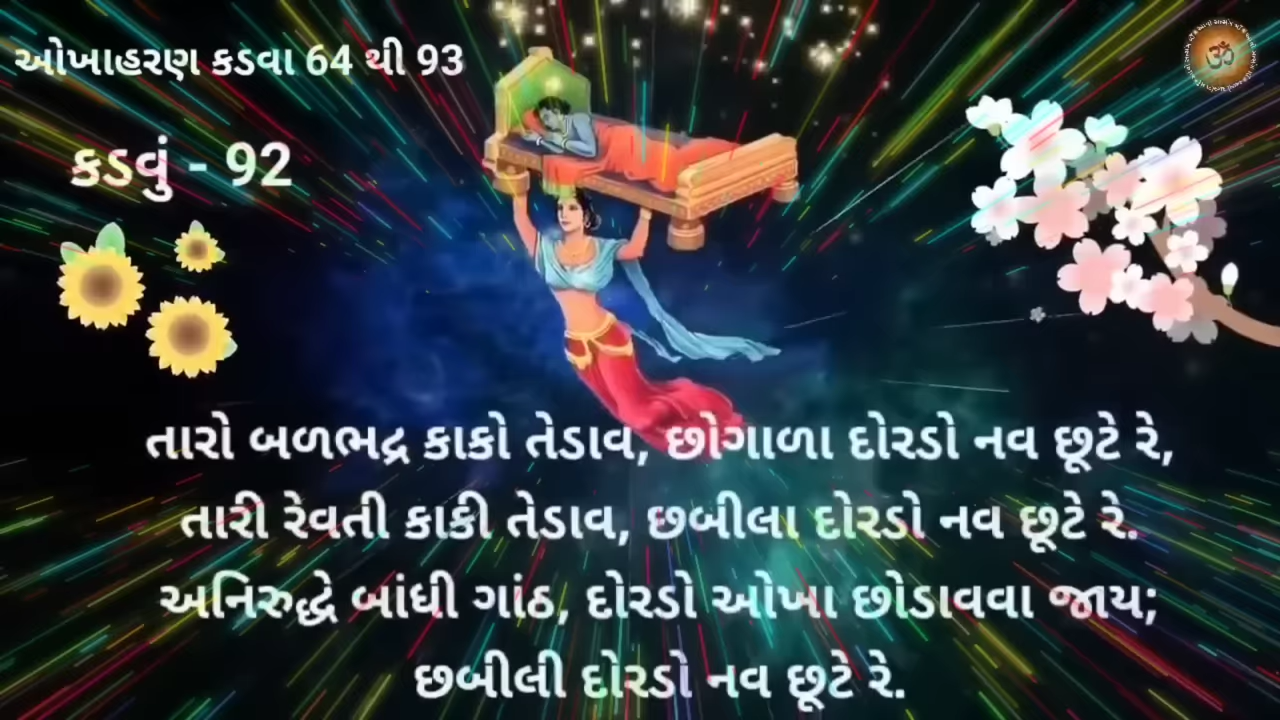 ઓખાહરણ કડવા 64 થી 93
કડવું - 92
ૐ
તારો બળભદ્ર કાકો તેડાવ, છોગાળા દોરડો નવ છૂટે રે,
તારી રેવતી કાકી તેડાવ, છબીલા દોરડો નવ છૂટે રે.
અનિરુદ્ધે બાંધી ગાંઠ, દોરડો ઓખા છોડાવવા જાય;
છબીલી દોરડો નવ છૂટે રે.